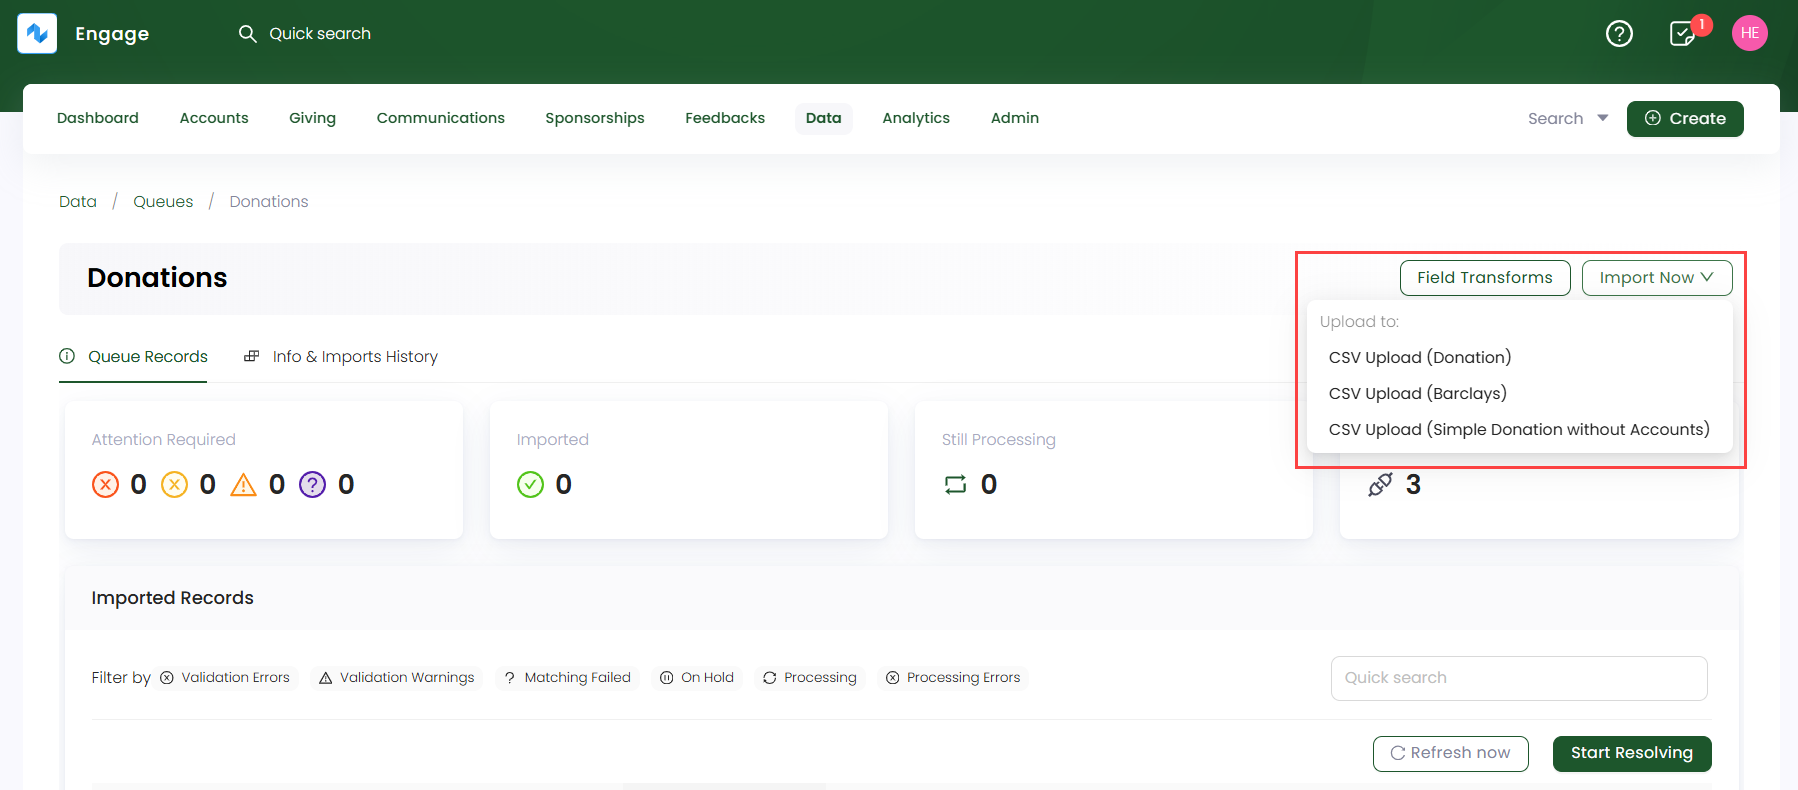 Engage
Quick search
1
HE
Dashboard Accounts Giving Communications Sponsorships Feedbacks Data Analytics Admin Search Create
Data / Queues / Donations
Donations
Field Transforms Import Now
Upload to:
CSV Upload (Donation)
CSV Upload (Barclays)
CSV Upload (Simple Donation without Accounts)
Queue Records Info & Imports History
Attention Required
0 0 0 0
Imported
0
Still Processing
0
3
Imported Records
Filter by Validation Errors Validation Warnings Matching Failed On Hold Processing Processing Errors
Quick search
Refresh now Start Resolving